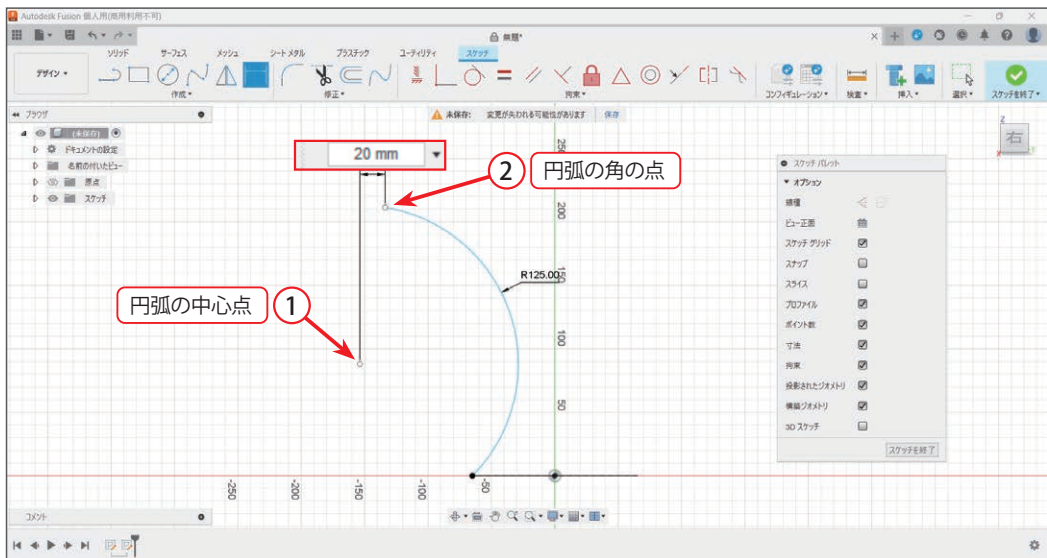 Autodesk Fusion 個人用(商用利用不可)
無題*
ソリッド サーフェス メッシュ シート メタル プラスチック ユーティリティ スケッチ
デザイン
作成 修正 拘束 コンフィギュレーション 検査 挿入 選択 スケッチを終了
ブラウザ
未保存: 変更が失われる可能性があります 保存
(未保存)
ドキュメントの設定
名前の付いたビュー
原点
スケッチ
20 mm
② 円弧の角の点
R125.00
円弧の中心点 ①
250
200
150
100
50
-250 -200 -150 -100 -50
Z
右
X
スケッチ パレット
オプション
線種
ビュー正面
スケッチ グリッド
スナップ
スライス
プロファイル
ポイント数
寸法
拘束
投影されたジオメトリ
構築ジオメトリ
3D スケッチ
スケッチを終了
コメント